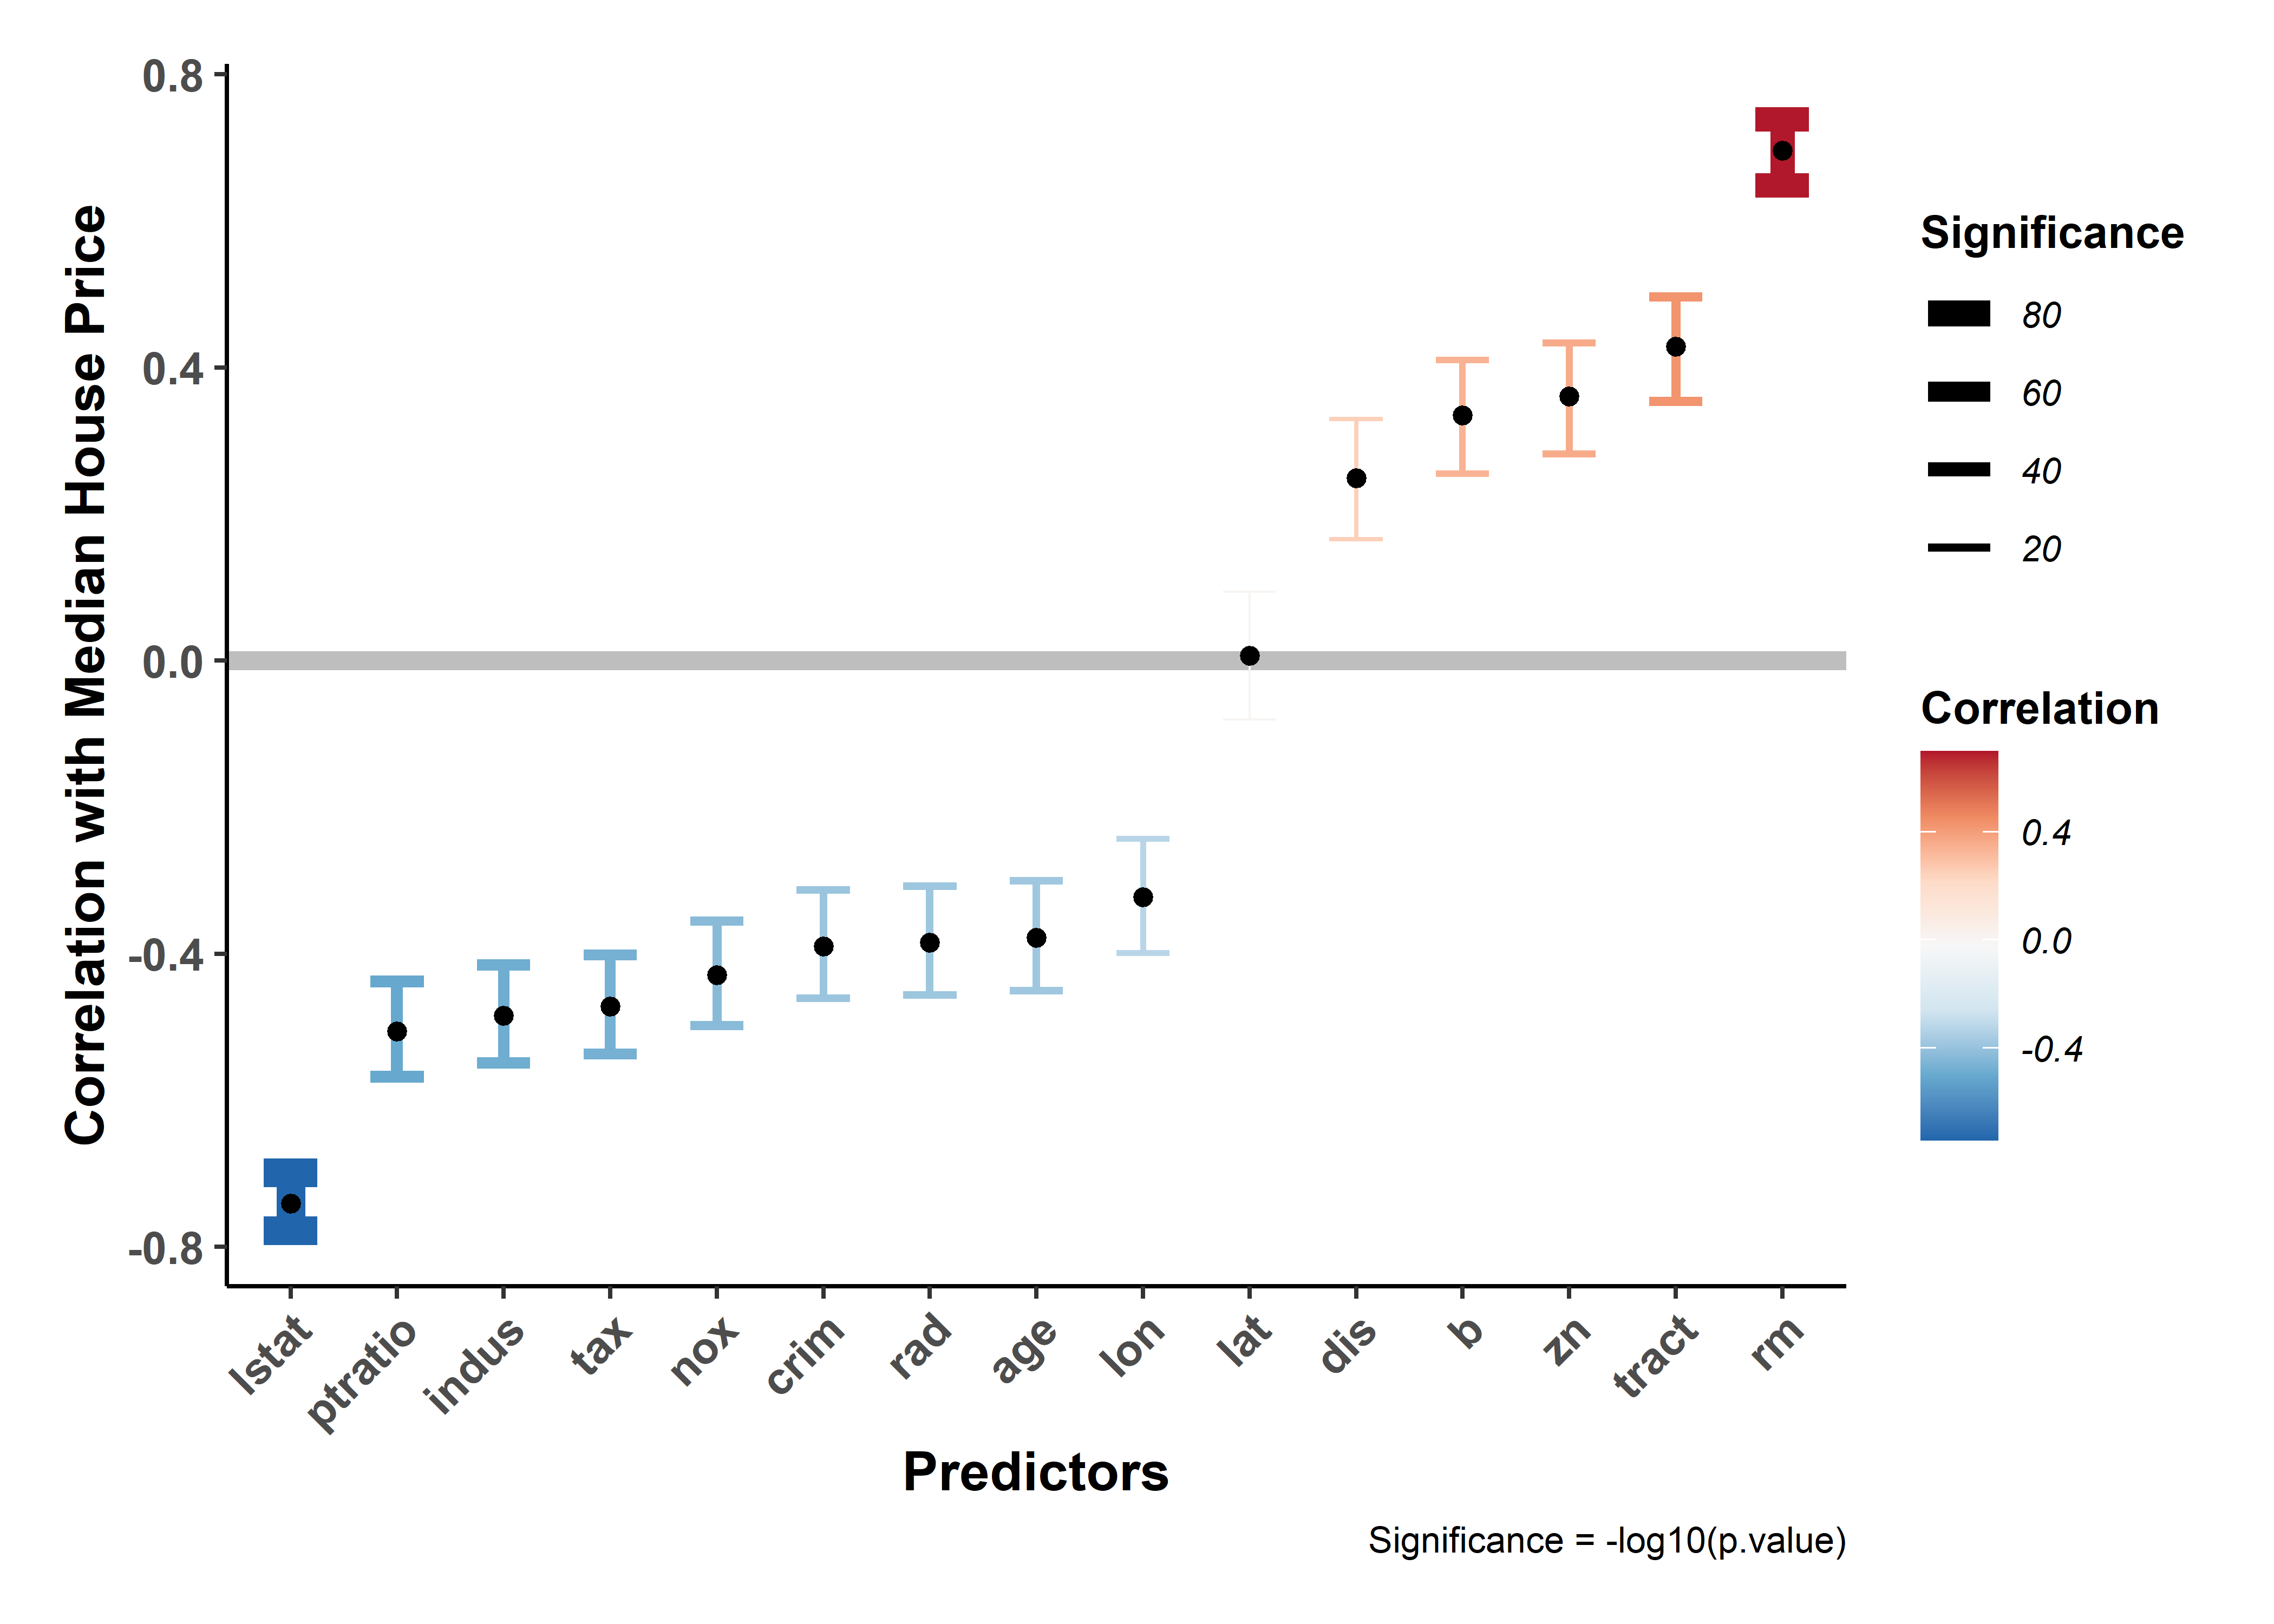 Correlation with Median House Price
0.8
0.4
0.0
-0.4
-0.8
lstat
ptratio
indus
tax
nox
crim
rad
age
lon
lat
dis
b
zn
tract
rm
Predictors
Significance = -log10(p.value)
Significance
80
60
40
20
Correlation
0.4
0.0
-0.4